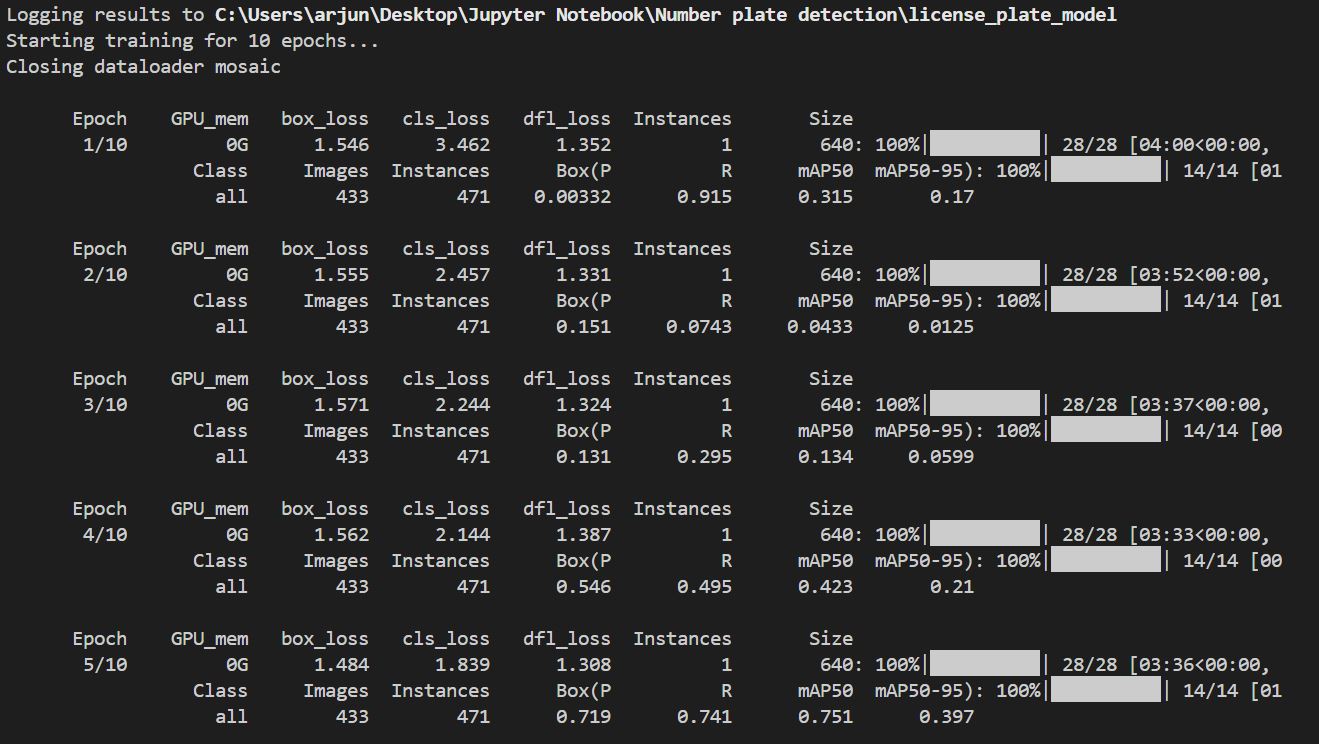 Logging results to C:\Users\arjun\Desktop\Jupyter Notebook\Number plate detection\license_plate_model
Starting training for 10 epochs...
Closing dataloader mosaic
Epoch GPU_mem box_loss cls_loss dfl_loss Instances Size
1/10 0G 1.546 3.462 1.352 1 640: 100%|██████████| 28/28 [04:00<00:00,
Class Images Instances Box(P R mAP50 mAP50-95): 100%|██████████| 14/14 [01
all 433 471 0.00332 0.915 0.315 0.17
Epoch GPU_mem box_loss cls_loss dfl_loss Instances Size
2/10 0G 1.555 2.457 1.331 1 640: 100%|██████████| 28/28 [03:52<00:00,
Class Images Instances Box(P R mAP50 mAP50-95): 100%|██████████| 14/14 [01
all 433 471 0.151 0.0743 0.0433 0.0125
Epoch GPU_mem box_loss cls_loss dfl_loss Instances Size
3/10 0G 1.571 2.244 1.324 1 640: 100%|██████████| 28/28 [03:37<00:00,
Class Images Instances Box(P R mAP50 mAP50-95): 100%|██████████| 14/14 [00
all 433 471 0.131 0.295 0.134 0.0599
Epoch GPU_mem box_loss cls_loss dfl_loss Instances Size
4/10 0G 1.562 2.144 1.387 1 640: 100%|██████████| 28/28 [03:33<00:00,
Class Images Instances Box(P R mAP50 mAP50-95): 100%|██████████| 14/14 [00
all 433 471 0.546 0.495 0.423 0.21
Epoch GPU_mem box_loss cls_loss dfl_loss Instances Size
5/10 0G 1.484 1.839 1.308 1 640: 100%|██████████| 28/28 [03:36<00:00,
Class Images Instances Box(P R mAP50 mAP50-95): 100%|██████████| 14/14 [01
all 433 471 0.719 0.741 0.751 0.397